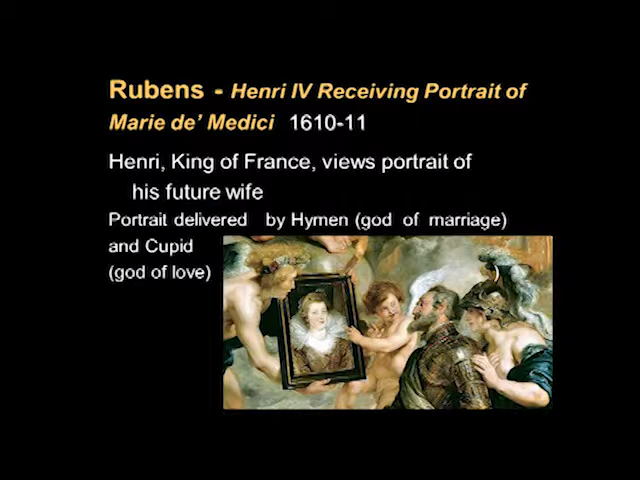 Rubens - Henri IV Receiving Portrait of
Marie de’ Medici 1610-11
Henri, King of France, views portrait of
his future wife
Portrait delivered by Hymen (god of marriage)
and Cupid
(god of love)